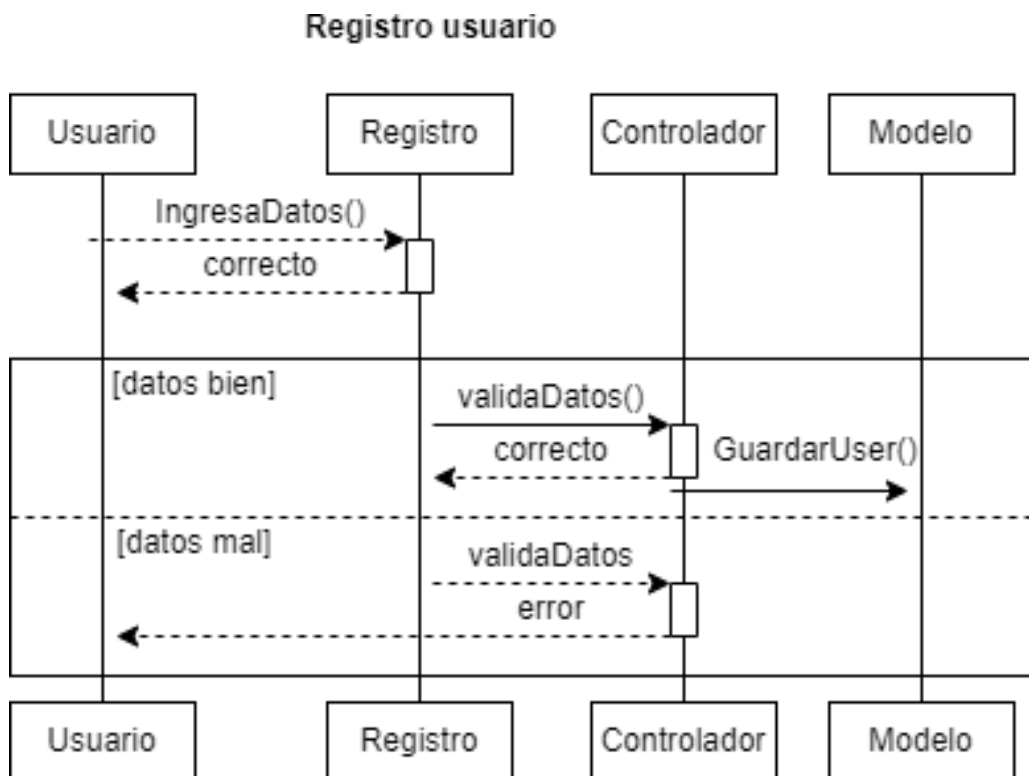 Registro usuario
Usuario
Registro
Controlador
Modelo
IngresaDatos()
correcto
[datos bien]
validaDatos()
correcto
GuardarUser()
[datos mal]
validaDatos
error
Usuario
Registro
Controlador
Modelo